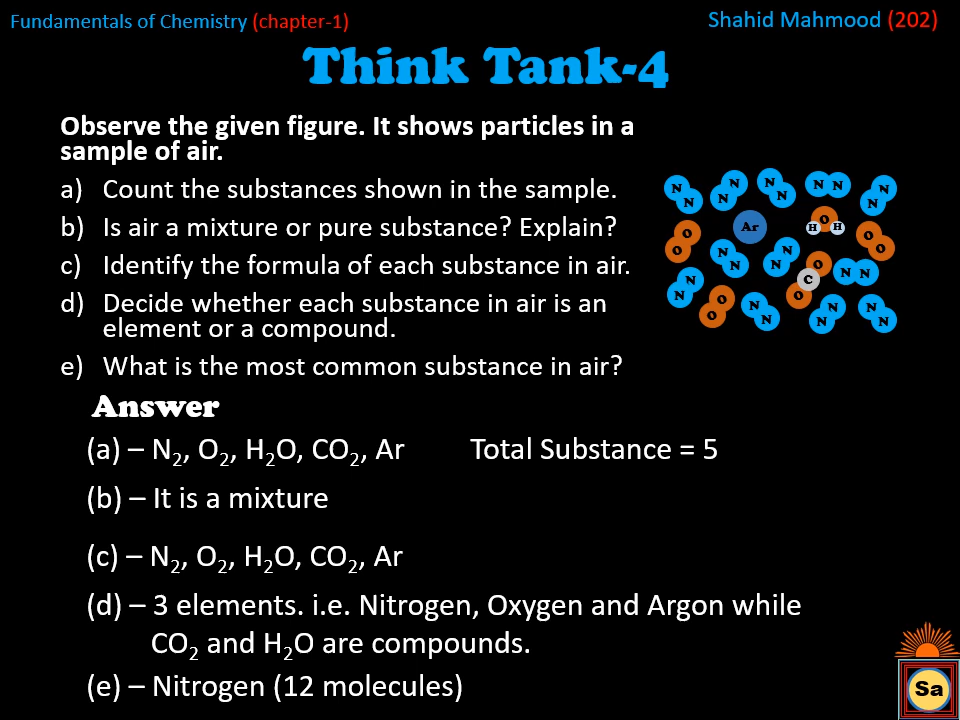 Fundamentals of Chemistry (chapter-1)
Shahid Mahmood (202)
Think Tank-4
Observe the given figure. It shows particles in a
sample of air.
a) Count the substances shown in the sample.
b) Is air a mixture or pure substance? Explain?
c) Identify the formula of each substance in air.
d) Decide whether each substance in air is an
element or a compound.
e) What is the most common substance in air?
N N N N N N N N N N
Ar
H O H
O O
O O
N N
N N
O C O
N N
N N
O O
N N
N N
N N
Answer
(a) – N₂, O₂, H₂O, CO₂, Ar Total Substance = 5
(b) – It is a mixture
(c) – N₂, O₂, H₂O, CO₂, Ar
(d) – 3 elements. i.e. Nitrogen, Oxygen and Argon while
CO₂ and H₂O are compounds.
(e) – Nitrogen (12 molecules)
Sa